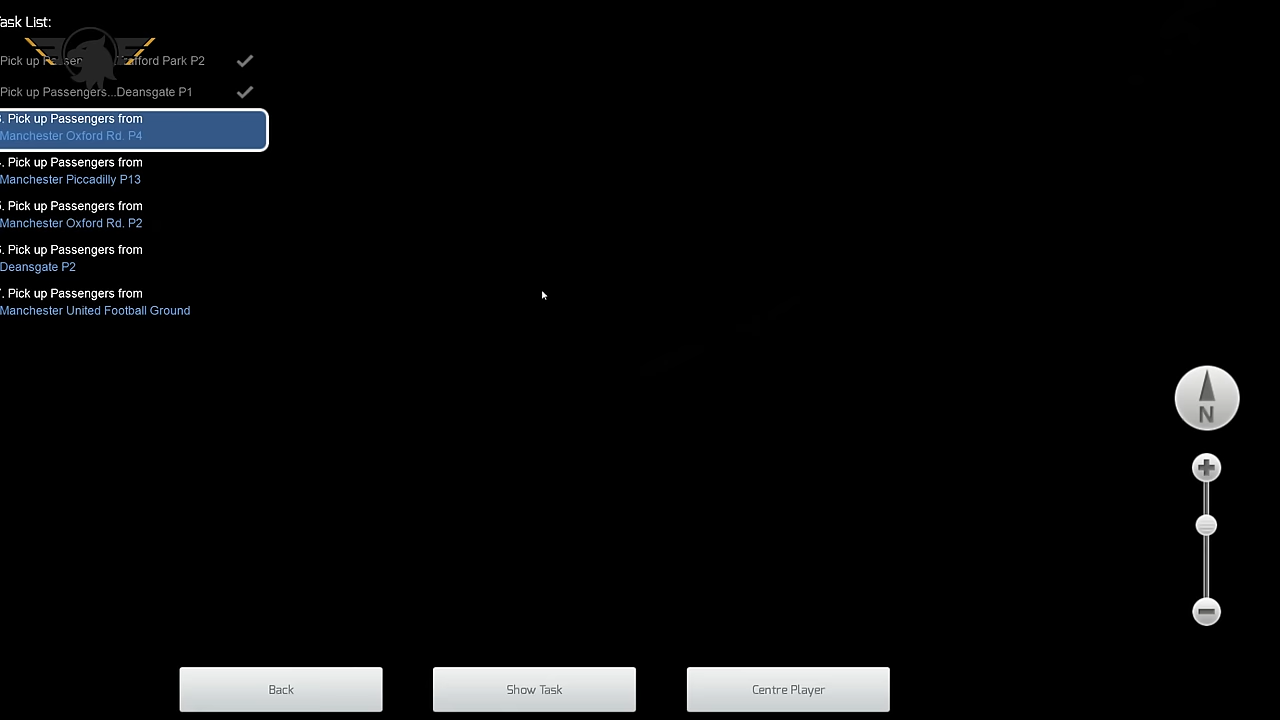 ask List:
Pick up Passen Trafford Park P2
Pick up Passengers...Deansgate P1
. Pick up Passengers from
Manchester Oxford Rd. P4
. Pick up Passengers from
Manchester Piccadilly P13
. Pick up Passengers from
Manchester Oxford Rd. P2
. Pick up Passengers from
Deansgate P2
. Pick up Passengers from
Manchester United Football Ground
N
Back
Show Task
Centre Player